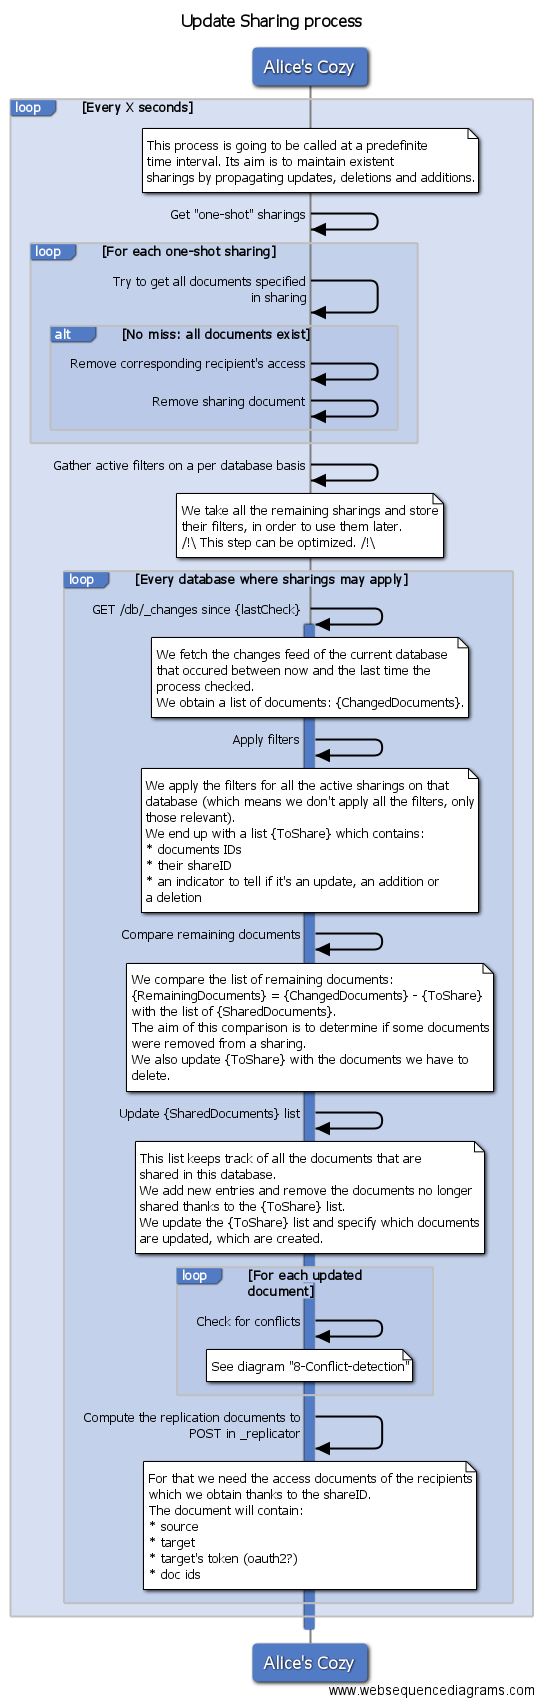 Update Sharing process
Alice's Cozy
loop
[Every X seconds]
This process is going to be called at a predefinite
time interval. Its aim is to maintain existent
sharings by propagating updates, deletions and additions.
Get "one-shot" sharings
loop
[For each one-shot sharing]
Try to get all documents specified
in sharing
alt
[No miss: all documents exist]
Remove corresponding recipient's access
Remove sharing document
Gather active filters on a per database basis
We take all the remaining sharings and store
their filters, in order to use them later.
/!\ This step can be optimized. /!\
loop
[Every database where sharings may apply]
GET /db/_changes since {lastCheck}
We fetch the changes feed of the current database
that occured between now and the last time the
process checked.
We obtain a list of documents: {ChangedDocuments}.
Apply filters
We apply the filters for all the active sharings on that
database (which means we don't apply all the filters, only
those relevant).
We end up with a list {ToShare} which contains:
* documents IDs
* their shareID
* an indicator to tell if it's an update, an addition or
a deletion
Compare remaining documents
We compare the list of remaining documents:
{RemainingDocuments} = {ChangedDocuments} - {ToShare}
with the list of {SharedDocuments}.
The aim of this comparison is to determine if some documents
were removed from a sharing.
We also update {ToShare} with the documents we have to
delete.
Update {SharedDocuments} list
This list keeps track of all the documents that are
shared in this database.
We add new entries and remove the documents no longer
shared thanks to the {ToShare} list.
We update the {ToShare} list and specify which documents
are updated, which are created.
loop
[For each updated
document]
Check for conflicts
See diagram "8-Conflict-detection"
Compute the replication documents to
POST in _replicator
For that we need the access documents of the recipients
which we obtain thanks to the shareID.
The document will contain:
* source
* target
* target's token (oauth2?)
* doc ids
Alice's Cozy
www.websequencediagrams.com